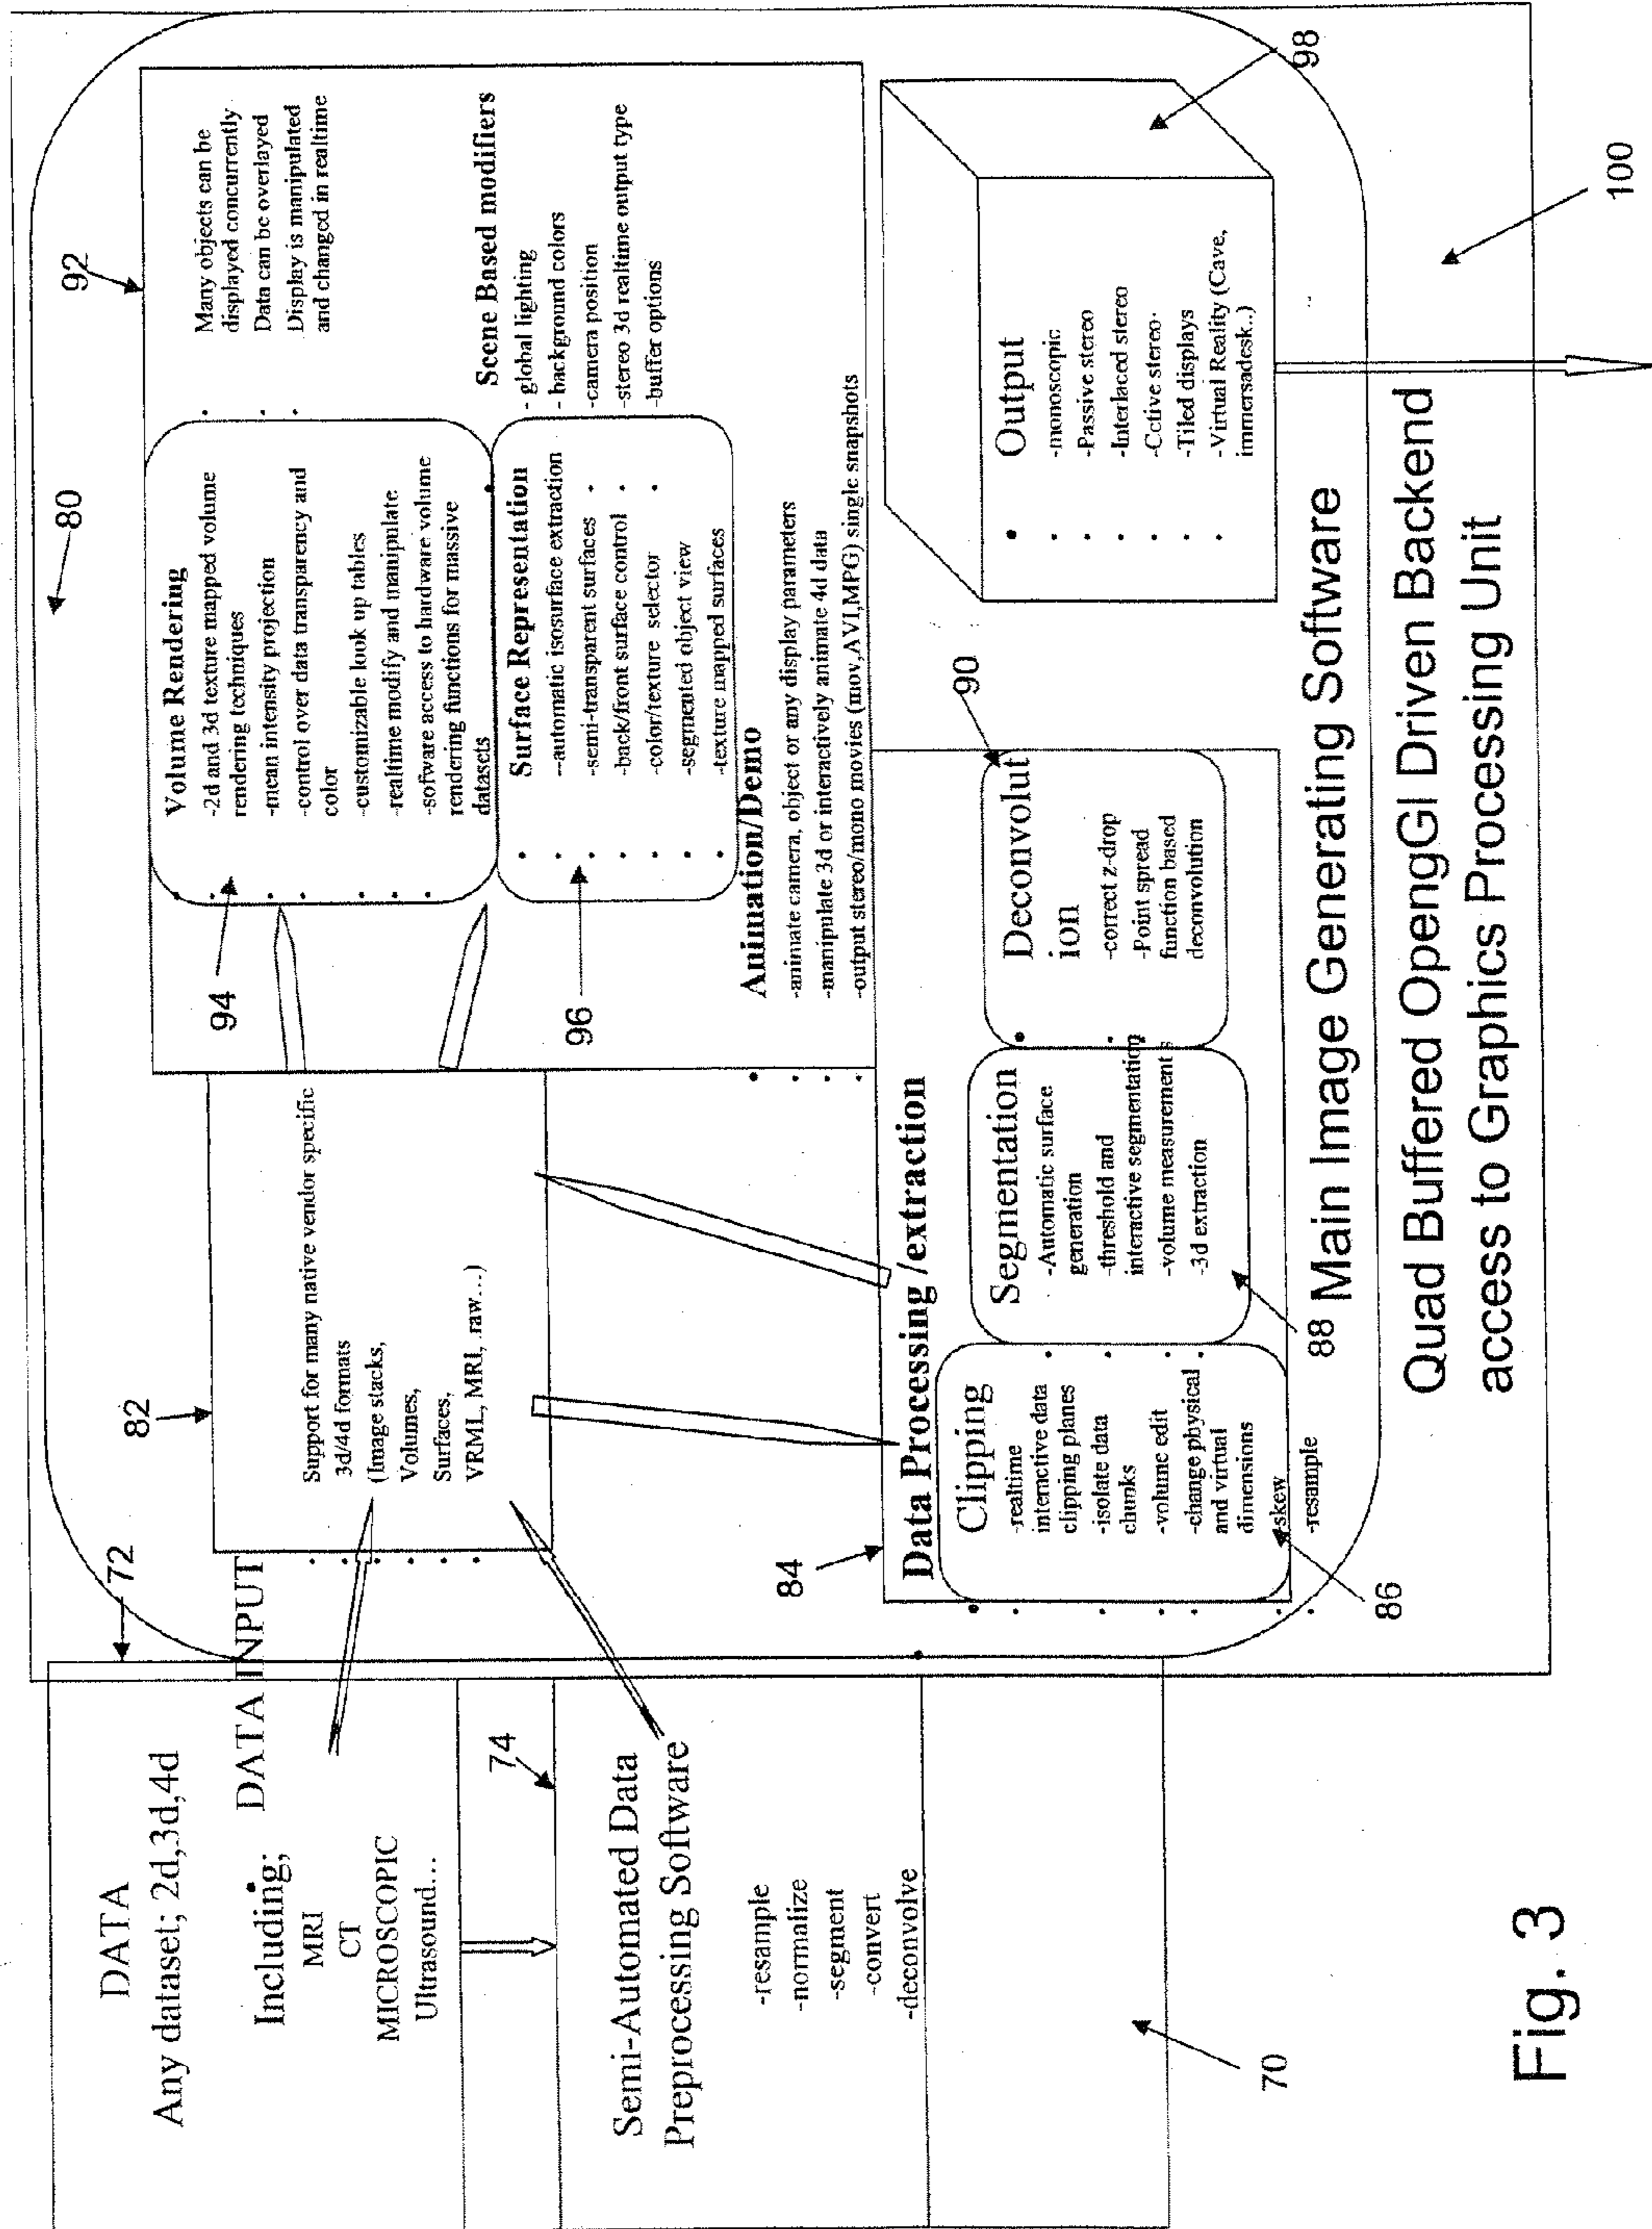 DATA
Any dataset; 2d,3d,4d
DATA INPUT
Including;
MRI
CT
MICROSCOPIC
Ultrasound...
72
74
Semi-Automated Data
Preprocessing Software
-resample
-normalize
-segment
-convert
-deconvolve
70
80
82
Support for many native vendor specific
3d/4d formats
(Image stacks,
Volumes,
Surfaces,
VRML, MRI, .raw...)
92
94
Volume Rendering
-2d and 3d texture mapped volume
rendering techniques
-mean intensity projection
-control over data transparency and
color
-customizable look up tables
-realtime modify and manipulate
-sofware access to hardware volume
rendering functions for massive
datasets
Many objects can be
displayed concurrently
Data can be overlayed
Display is manipulated
and changed in realtime
96
Surface Representation
--automatic isosurface extraction
-semi-transparent surfaces
-back/front surface control
-color/texture selector
-segmented object view
-texture mapped surfaces
Scene Based modifiers
- global lighting
- background colors
-camera position
-stereo 3d realtime output type
-buffer options
Animation/Demo
-animate camera, object or any display parameters
-manipulate 3d or interactively animate 4d data
-output stereo/mono movies (mov,AVI,MPG) single snapshots
84
Data Processing /extraction
Clipping
-realtime
interactive data
clipping planes
-isolate data
chunks
-volume edit
-change physical
and virtual
dimensions
-skew
-resample
86
Segmentation
-Automatic surface
generation
-threshold and
interactive segmentation
-volume measurement s
-3d extraction
88
90
Deconvolut
ion
-correct z-drop
-Point spread
function based
deconvolution
98
Output
-monoscopic
-Passive stereo
-Interlaced stereo
-Cctive stereo
-Tiled displays
-Virtual Reality (Cave,
immersadesk..)
Main Image Generating Software
Quad Buffered OpengGl Driven Backend
access to Graphics Processing Unit
100
Fig. 3